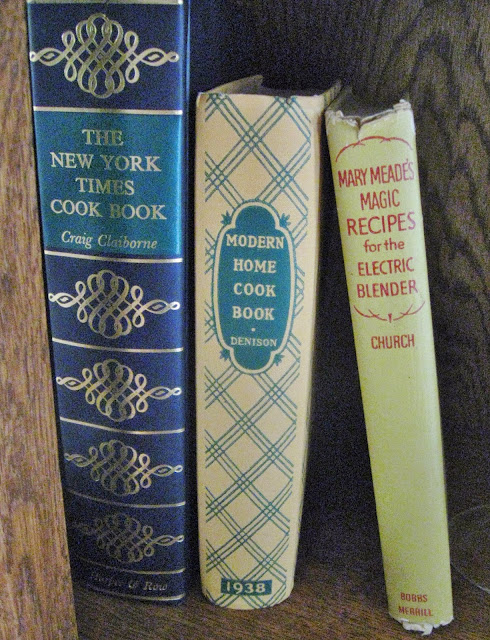 THE
NEW YORK
TIMES
COOK BOOK
Craig Claiborne
Harper & Row
MODERN
HOME
COOK
BOOK
DENISON
1938
MARY MEADE'S
MAGIC
RECIPES
for the
ELECTRIC
BLENDER
CHURCH
BOBBS
MERRILL